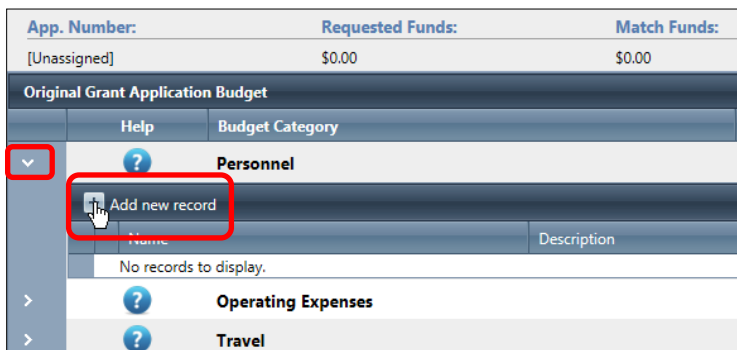 App. Number: Requested Funds: Match Funds:
[Unassigned] $0.00 $0.00
Original Grant Application Budget
Help Budget Category
? Personnel
Add new record
Name Description
No records to display.
? Operating Expenses
? Travel